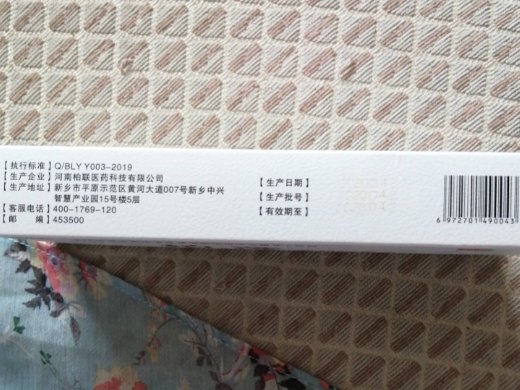 【执行标准】Q/BLY Y003-2019
【生产企业】河南柏联医药科技有限公司
【生产地址】新乡市平原示范区黄河大道007号新乡中兴
智慧产业园15号楼5层
【客服电话】400-1769-120
【邮 编】453500
【生产日期】
【生产批号】
【有效期至】
6972701490043